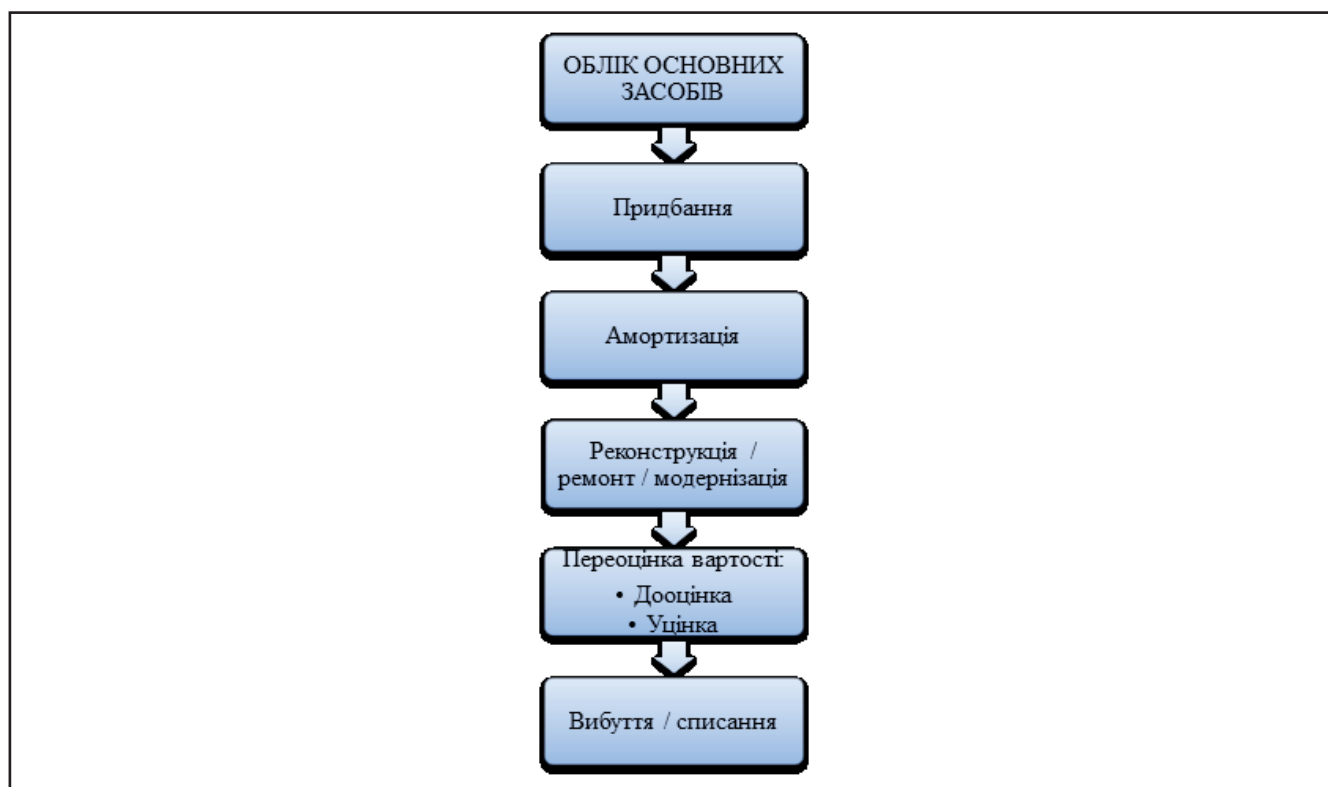 ОБЛІК ОСНОВНИХ
ЗАСОБІВ
Придбання
Амортизація
Реконструкція /
ремонт / модернізація
Переоцінка вартості:
• Дооцінка
• Уцінка
Вибуття / списання